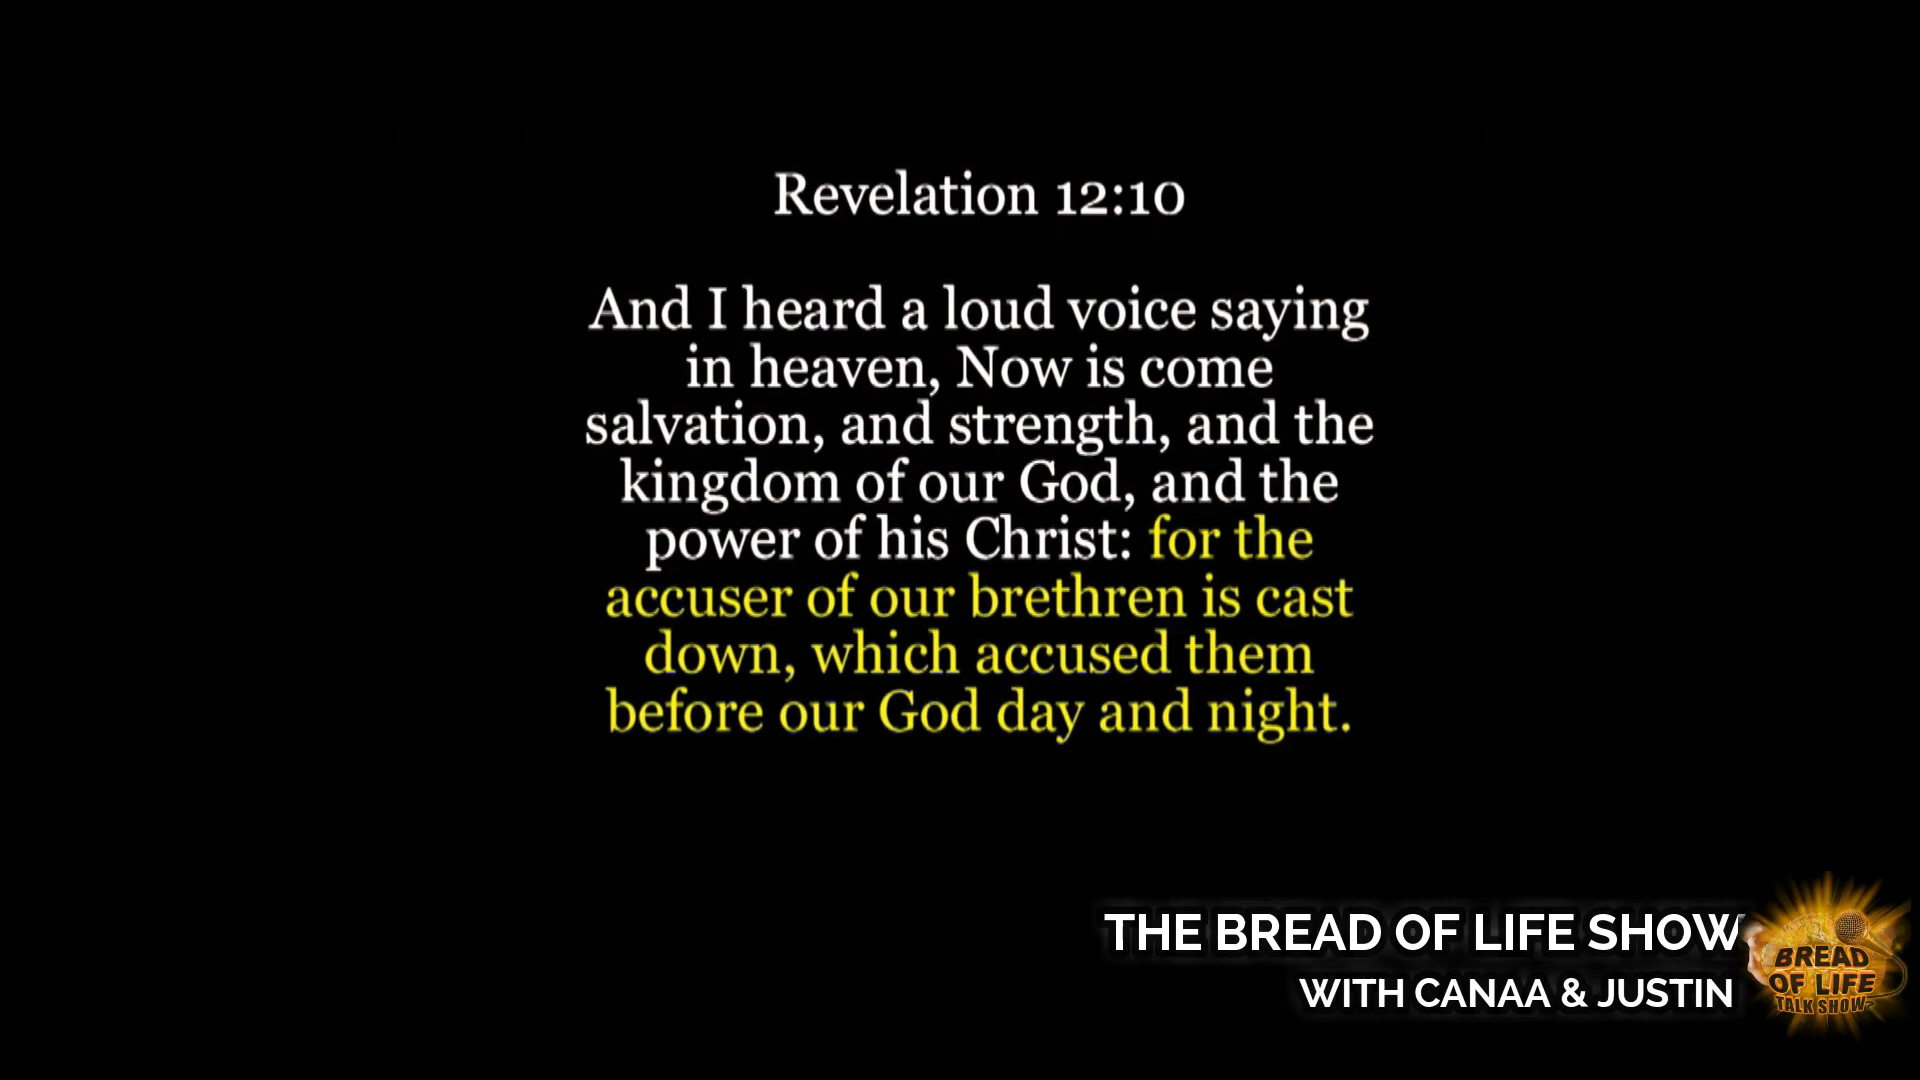 Revelation 12:10
And I heard a loud voice saying
in heaven, Now is come
salvation, and strength, and the
kingdom of our God, and the
power of his Christ: for the
accuser of our brethren is cast
down, which accused them
before our God day and night.
THE BREAD OF LIFE SHOW
WITH CANAA & JUSTIN
BREAD
OF LIFE
TALK SHOW